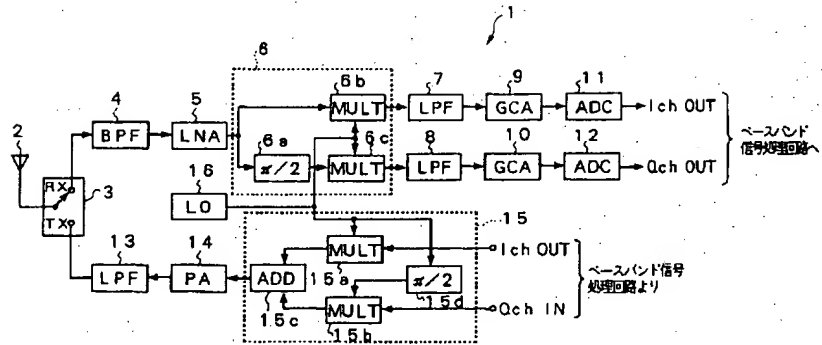 1
6
6b
4
5
7
9
11
MULT
LPF
GCA
ADC
Ich OUT
2
BPF
LNA
6a
6c
8
10
12
ベースバンド
信号処理回路へ
π/2
MULT
LPF
GCA
ADC
Qch OUT
RX
3
16
TX
LO
15
13
14
MULT
Ich OUT
LPF
PA
ADD
15a
π/2
15d
ベースバンド信号
処理回路より
15c
MULT
Qch IN
15b